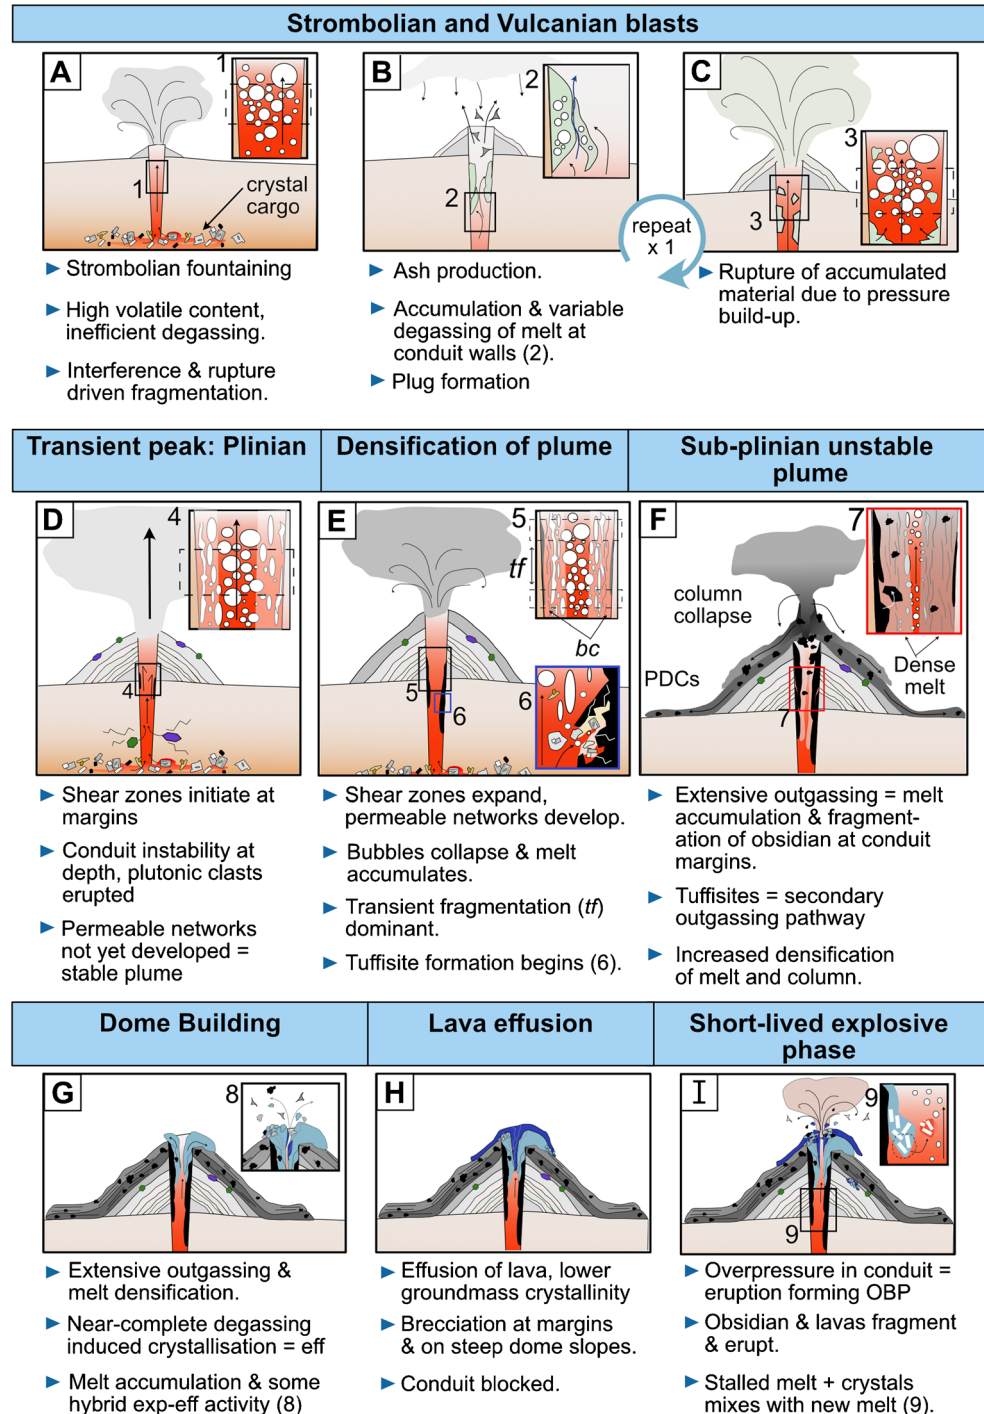 Strombolian and Vulcanian blasts
A
1
1
crystal
cargo
Strombolian fountaining
High volatile content,
inefficient degassing.
Interference & rupture
driven fragmentation.
B
2
2
Ash production.
Accumulation & variable
degassing of melt at
conduit walls (2).
Plug formation
repeat
x 1
C
3
3
Rupture of accumulated
material due to pressure
build-up.
Transient peak: Plinian
D
4
4
Shear zones initiate at
margins
Conduit instability at
depth, plutonic clasts
erupted
Permeable networks
not yet developed =
stable plume
Densification of plume
E
5
tf
bc
5
6
6
Shear zones expand,
permeable networks develop.
Bubbles collapse & melt
accumulates.
Transient fragmentation (tf)
dominant.
Tuffisite formation begins (6).
Sub-plinian unstable
plume
F
7
column
collapse
PDCs
Dense
melt
7
Extensive outgassing = melt
accumulation & fragment-
ation of obsidian at conduit
margins.
Tuffisites = secondary
outgassing pathway
Increased densification
of melt and column.
Dome Building
G
8
Extensive outgassing &
melt densification.
Near-complete degassing
induced crystallisation = eff
Melt accumulation & some
hybrid exp-eff activity (8)
Lava effusion
H
Effusion of lava, lower
groundmass crystallinity
Brecciation at margins
& on steep dome slopes.
Conduit blocked.
Short-lived explosive
phase
I
9
9
Overpressure in conduit =
eruption forming OBP
Obsidian & lavas fragment
& erupt.
Stalled melt + crystals
mixes with new melt (9).